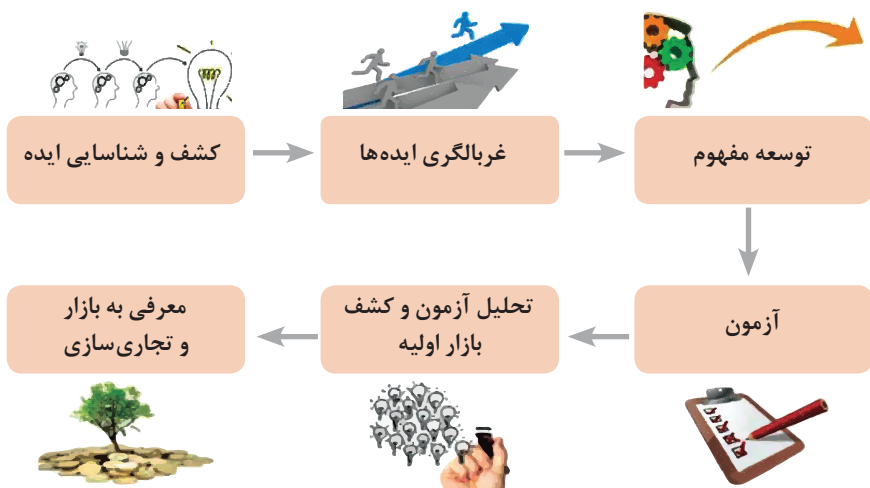 کشف و شناسایی ایده
غربالگری ایده‌ها
توسعه مفهوم
آزمون
تحلیل آزمون و کشف
بازار اولیه
معرفی به بازار
و تجاری‌سازی